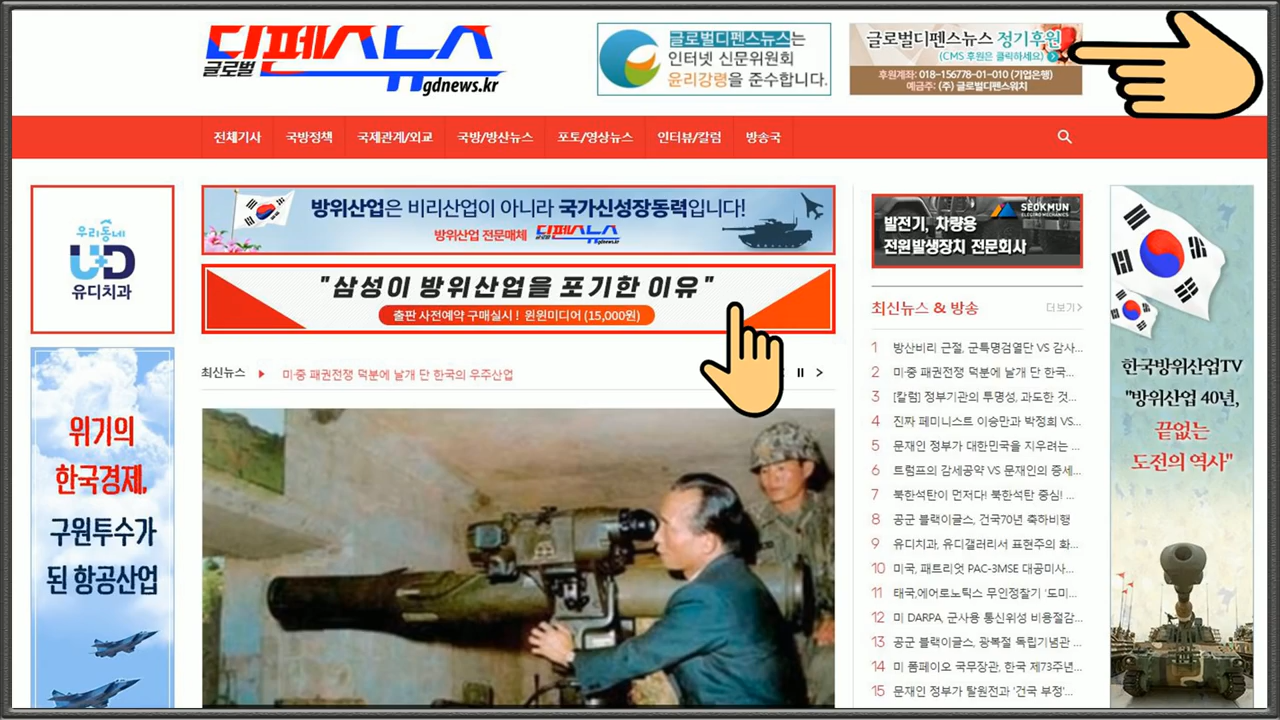 글로벌 디펜스뉴스
gdnews.kr
글로벌디펜스뉴스는
인터넷 신문위원회
윤리강령을 준수합니다.
글로벌디펜스뉴스 정기후원
(CMS 후원은 클릭하세요)
후원계좌: 018-156778-01-010 (기업은행)
예금주: (주) 글로벌디펜스워치
전체기사 국방정책 국제관계/외교 국방/방산뉴스 포토/영상뉴스 인터뷰/칼럼 방송국
우리동네
UD
유디치과
위기의
한국경제,
구원투수가
된 항공산업
방위산업은 비리산업이 아니라 국가신성장동력입니다!
방위산업 전문매체 글로벌 디펜스뉴스
gdnews.kr
"삼성이 방위산업을 포기한 이유"
출판 사전예약 구매실시 ! 윈윈미디어 (15,000원)
최신뉴스 미·중 패권전쟁 덕분에 날개 단 한국의 우주산업
SEOKMUN
ELECTRO MECHANICS
발전기, 차량용
전원발생장치 전문회사
최신뉴스 & 방송 더보기
1 방산비리 근절, 군특명검열단 VS 감사...
2 미·중 패권전쟁 덕분에 날개 단 한국...
3 [칼럼] 정부기관의 투명성, 과도한 것...
4 진짜 페미니스트 이승만과 박정희 VS...
5 문재인 정부가 대한민국을 지우려는 ...
6 트럼프의 감세공약 VS 문재인의 증세...
7 북한석탄이 먼저다! 북한석탄 중심! ...
8 공군 블랙이글스, 건국70년 축하비행
9 유디치과, 유디갤러리서 표현주의 화...
10 미국, 패트리엇 PAC-3MSE 대공미사...
11 태국,에어로노틱스 무인정찰기 '도미...
12 미 DARPA, 군사용 통신위성 비용절감...
13 공군 블랙이글스, 광복절 독립기념관 ...
14 미 폼페이오 국무장관, 한국 제73주년...
15 문재인 정부가 탈원전과 '건국 부정'...
한국방위산업TV
"방위산업 40년,
끝없는
도전의 역사"